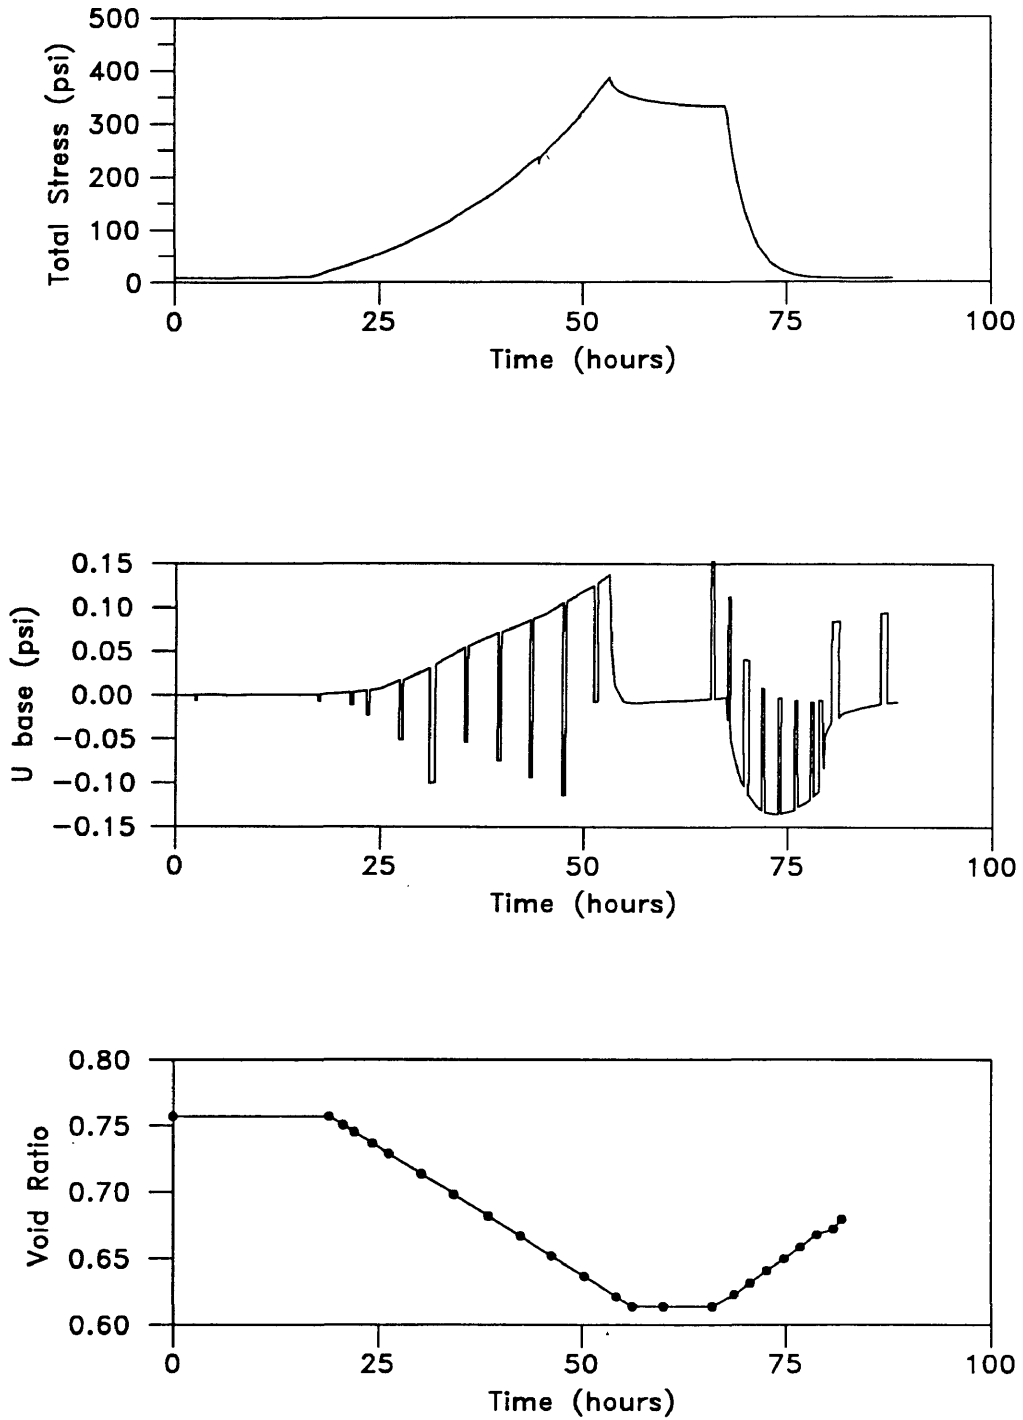 500
400
300
200
100
0
Total Stress (psi)
0 25 50 75 100
Time (hours)
0.15
0.10
0.05
0.00
−0.05
−0.10
−0.15
U base (psi)
0 25 50 75 100
Time (hours)
0.80
0.75
0.70
0.65
0.60
Void Ratio
0 25 50 75 100
Time (hours)